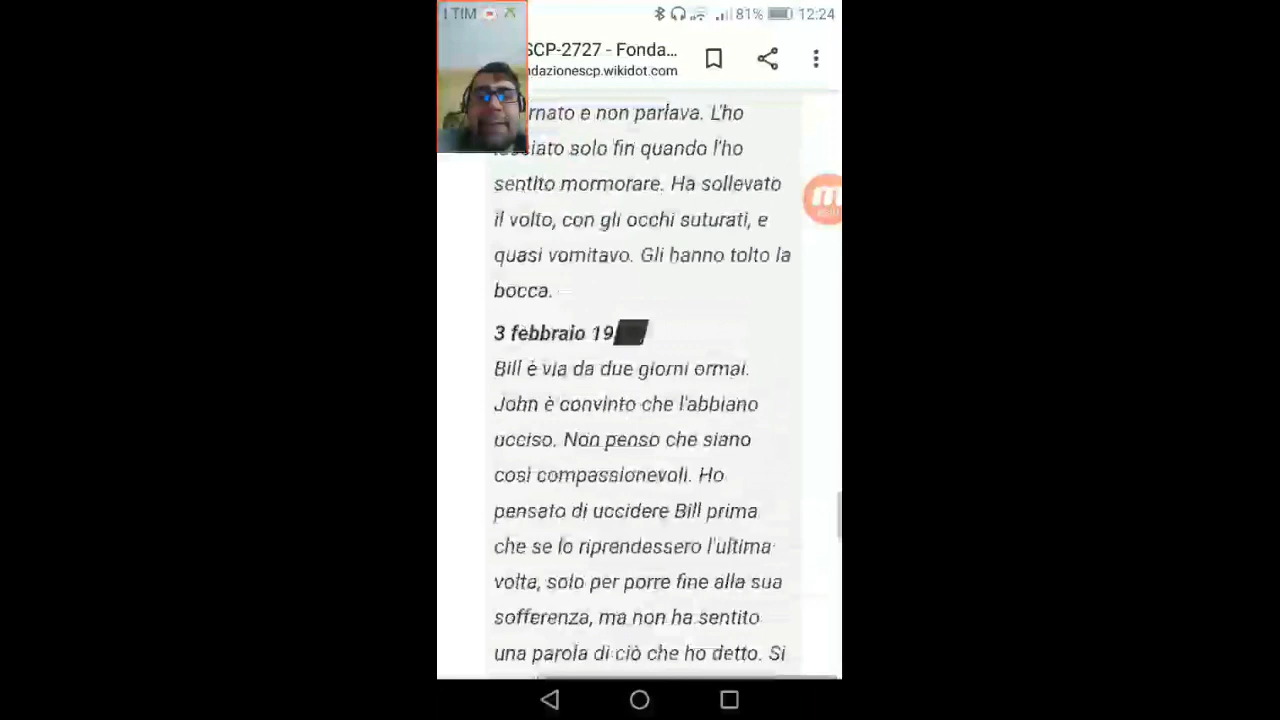 I TIM
81% 12:24
SCP-2727 - Fonda...
ndazionescp.wikidot.com
rnato e non parlava. L'ho
solo fin quando l'ho
sentito mormorare. Ha sollevato
il volto, con gli occhi suturati, e
quasi vomitavo. Gli hanno tolto la
bocca.
3 febbraio 19
Bill è via da due giorni ormai.
John è convinto che l'abbiano
ucciso. Non penso che siano
così compassionevoli. Ho
pensato di uccidere Bill prima
che se lo riprendessero l'ultima
volta, solo per porre fine alla sua
sofferenza, ma non ha sentito
una parola di ciò che ho detto. Si